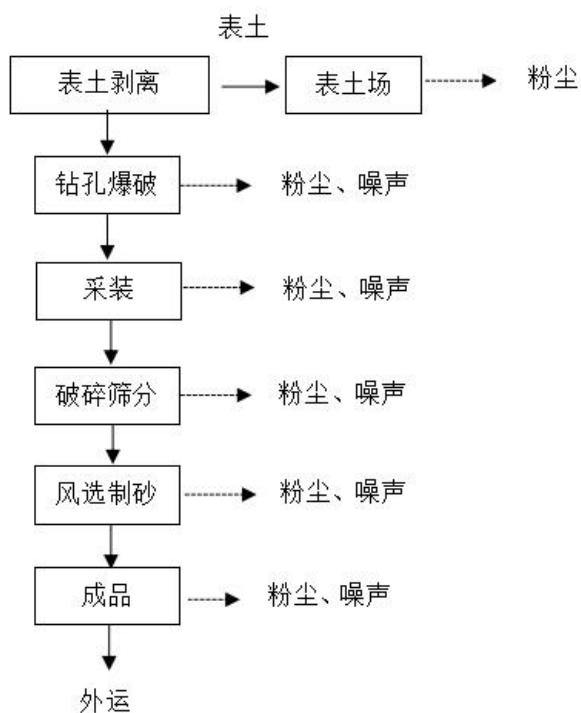 表土
表土剥离 表土场 粉尘
钻孔爆破 粉尘、噪声
采装 粉尘、噪声
破碎筛分 粉尘、噪声
风选制砂 粉尘、噪声
成品 粉尘、噪声
外运